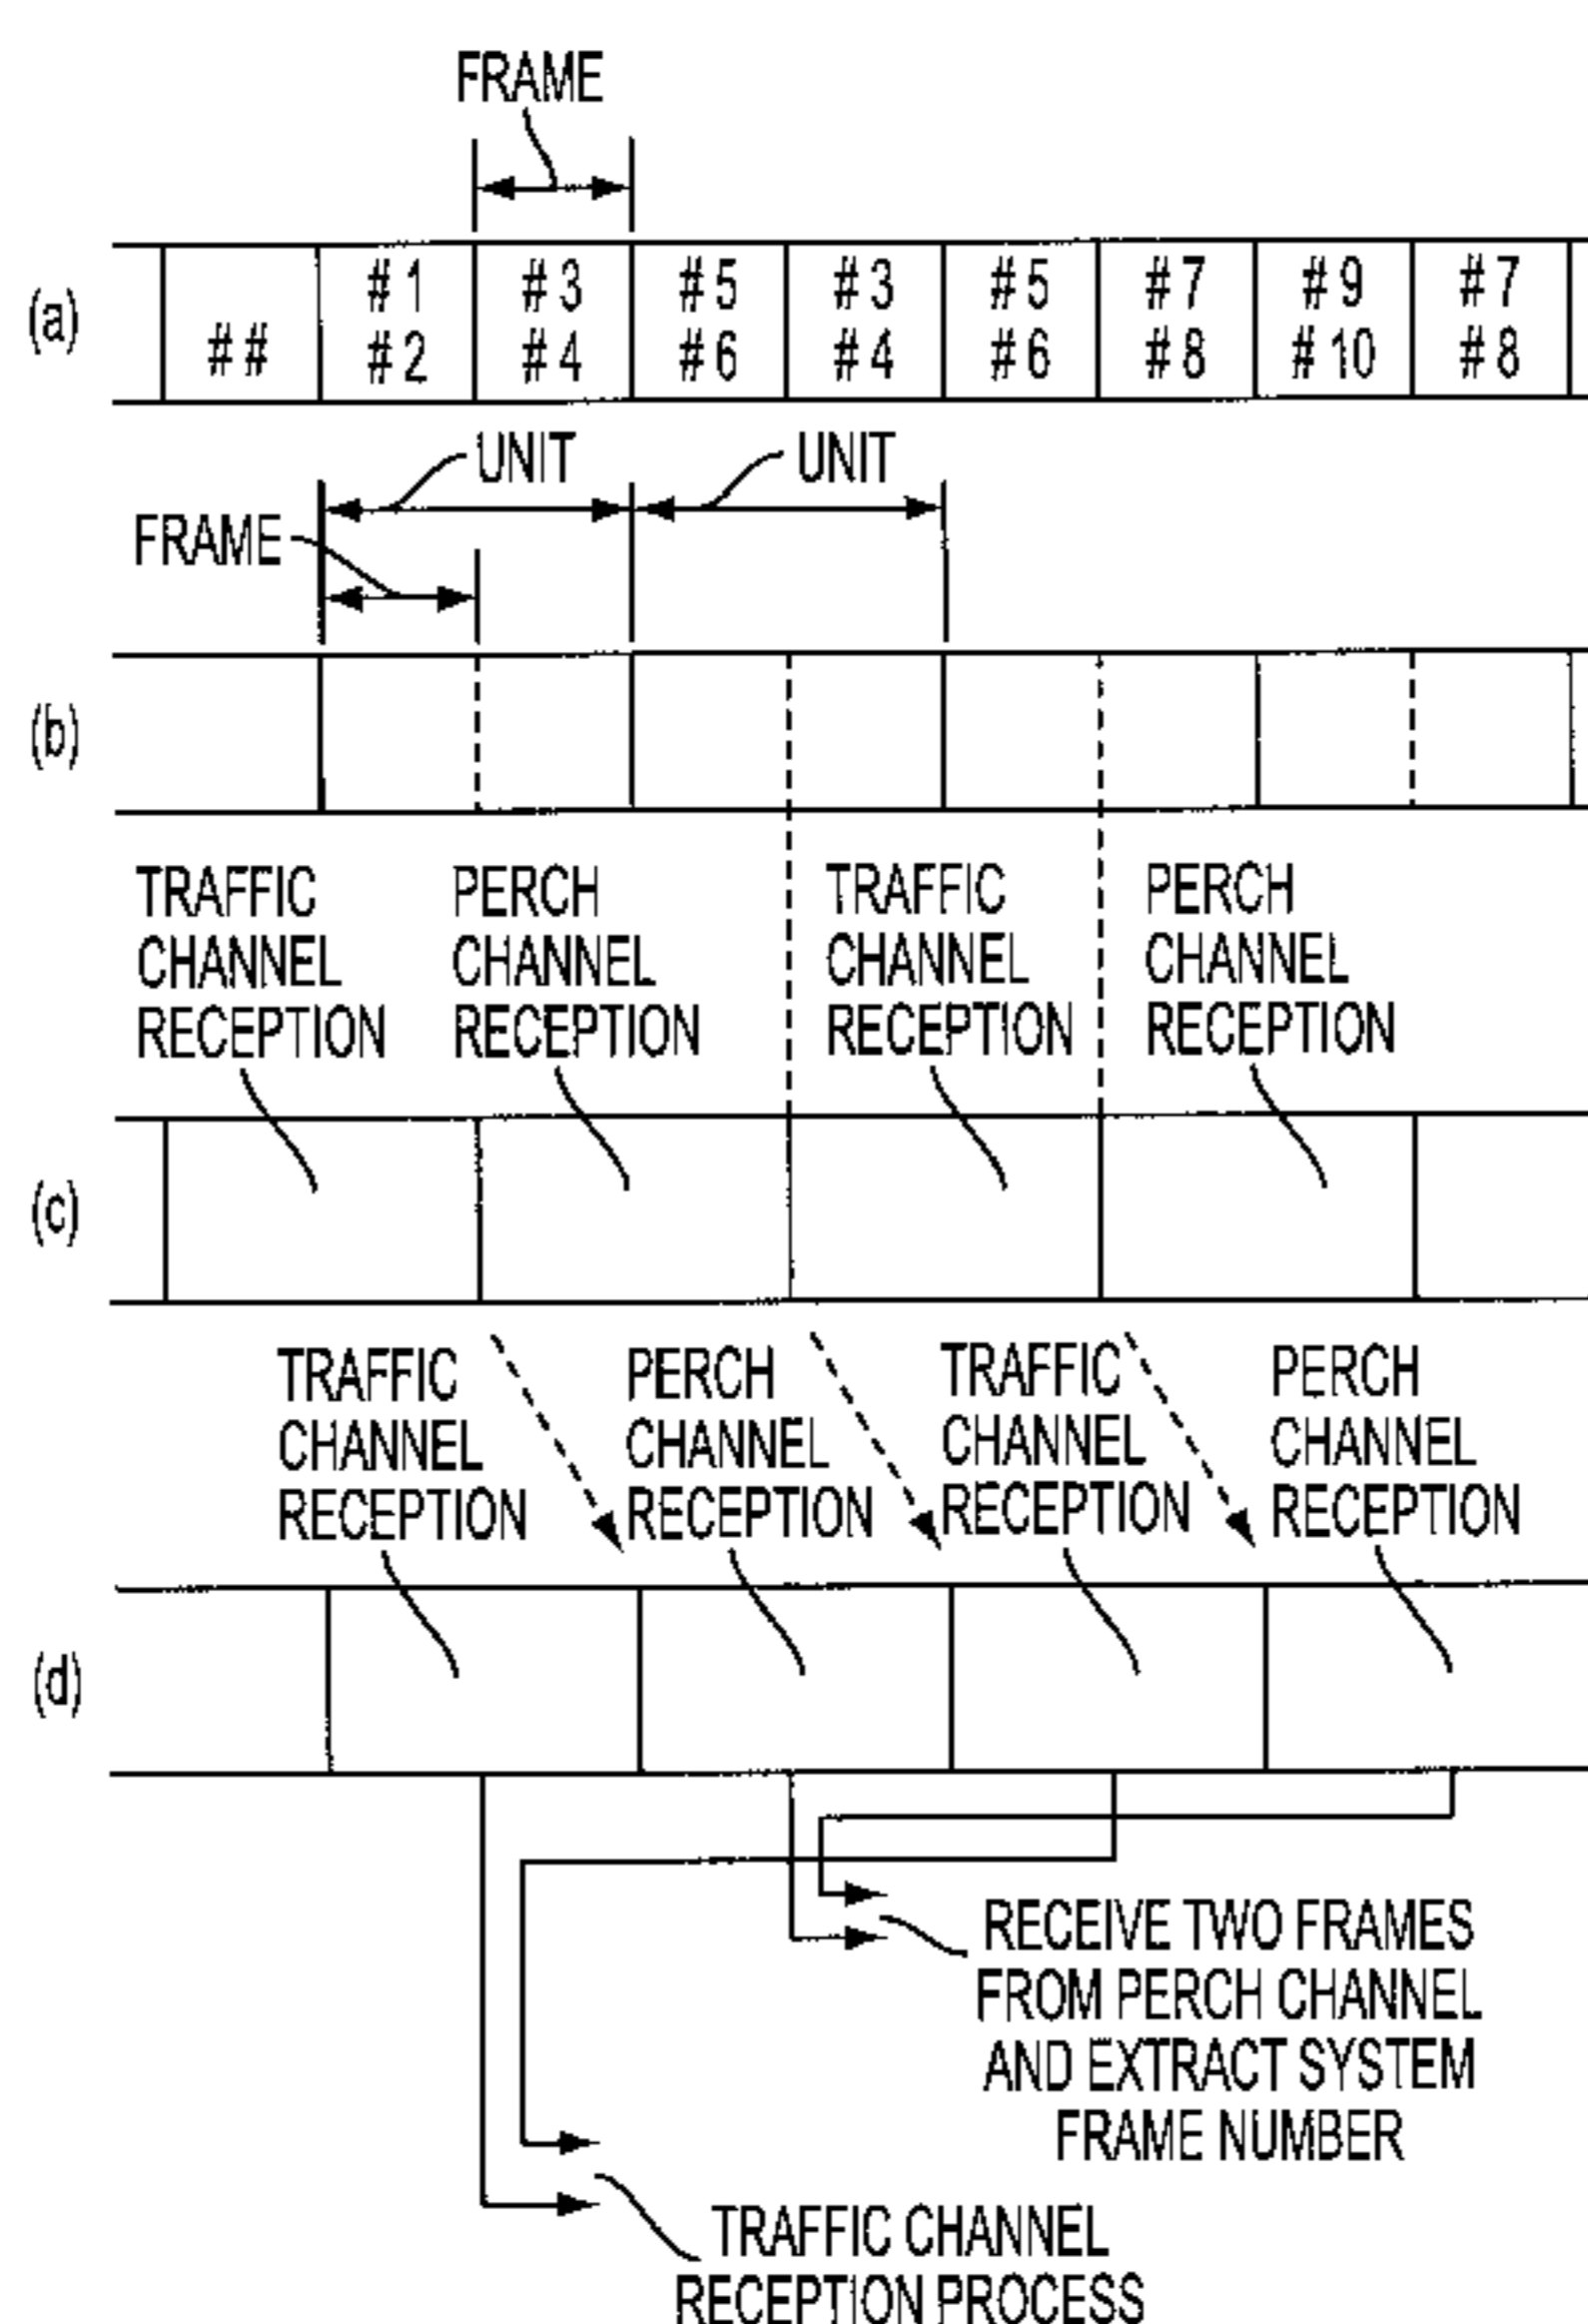 FRAME
(a)
##
#1 #3 #5 #3 #5 #7 #9 #7
#2 #4 #6 #4 #6 #8 #10 #8
UNIT UNIT
FRAME
(b)
TRAFFIC CHANNEL RECEPTION
PERCH CHANNEL RECEPTION
TRAFFIC CHANNEL RECEPTION
PERCH CHANNEL RECEPTION
(c)
TRAFFIC CHANNEL RECEPTION
PERCH CHANNEL RECEPTION
TRAFFIC CHANNEL RECEPTION
PERCH CHANNEL RECEPTION
(d)
RECEIVE TWO FRAMES
FROM PERCH CHANNEL
AND EXTRACT SYSTEM
FRAME NUMBER
TRAFFIC CHANNEL
RECEPTION PROCESS